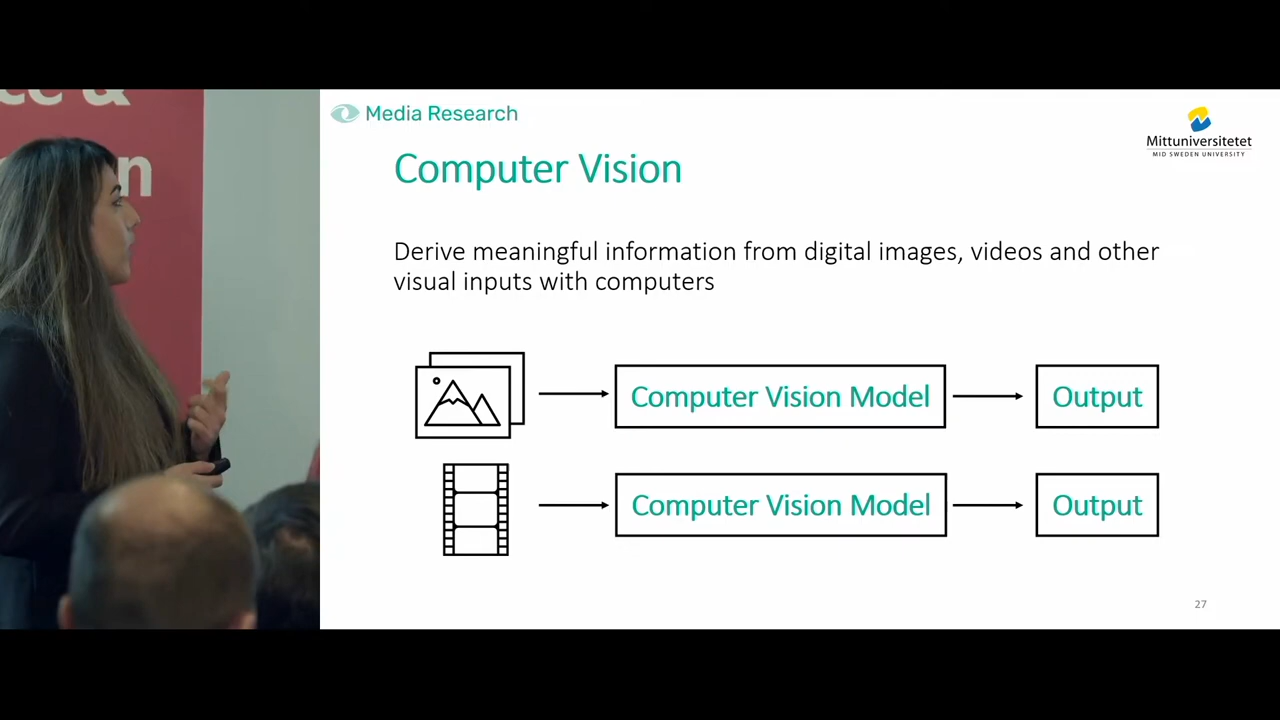 Media Research
Mittuniversitetet
MID SWEDEN UNIVERSITY
Computer Vision
Derive meaningful information from digital images, videos and other
visual inputs with computers
Computer Vision Model
Output
Computer Vision Model
Output
27
&